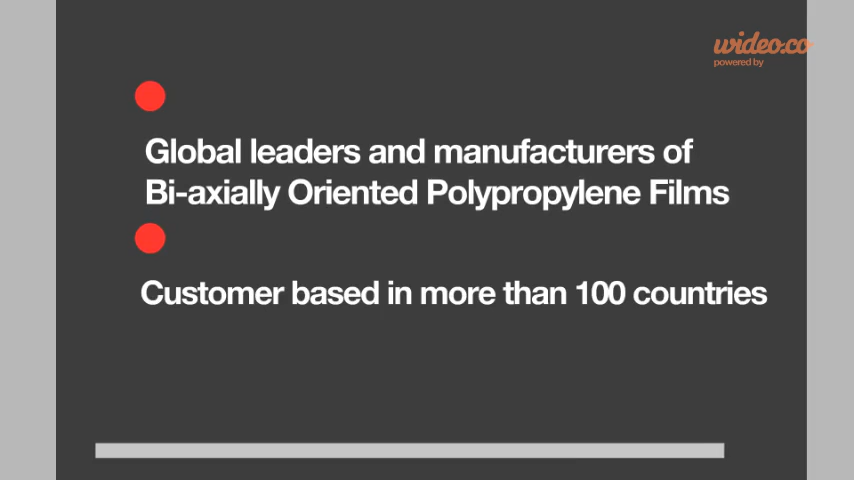 wideo.co
powered by
Global leaders and manufacturers of
Bi-axially Oriented Polypropylene Films
Customer based in more than 100 countries